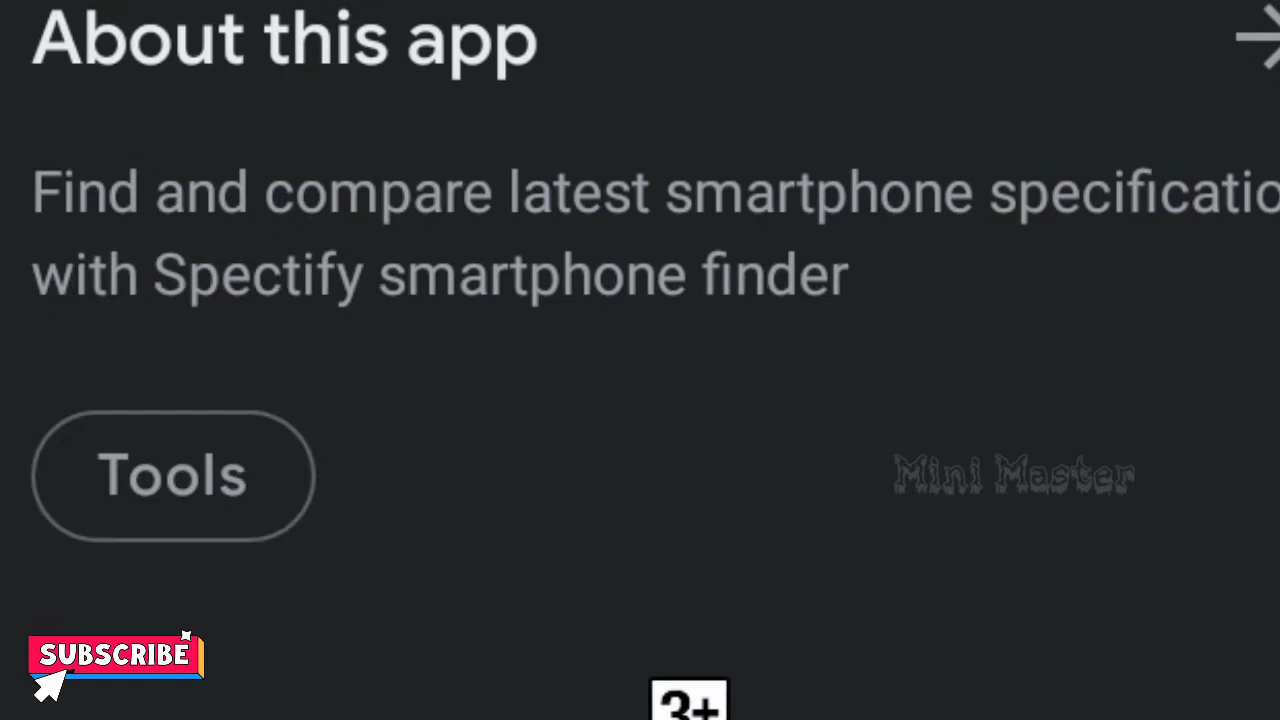 About this app
Find and compare latest smartphone specificatio
with Spectify smartphone finder
Tools
Mini Master
SUBSCRIBE
3+